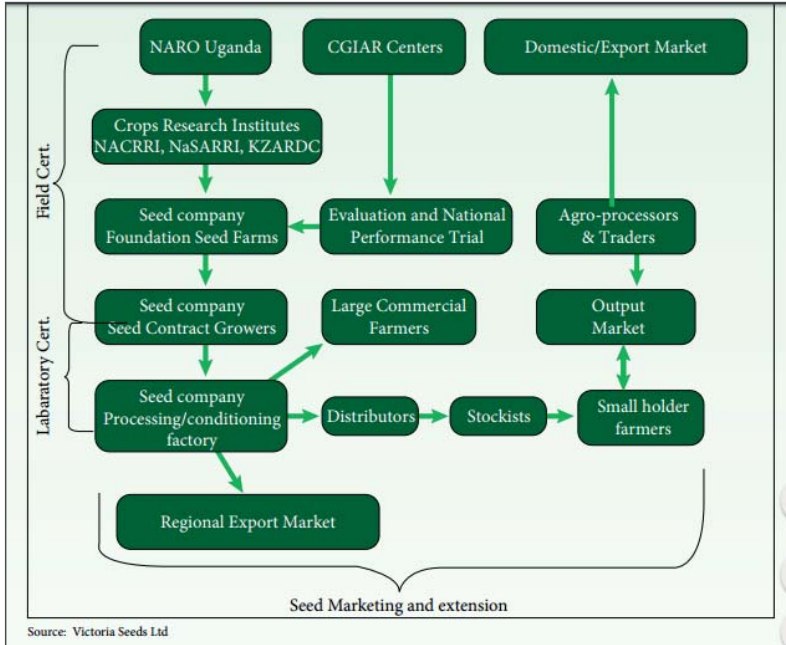 NARO Uganda
CGIAR Centers
Domestic/Export Market
Crops Research Institutes
NACRRI, NaSARRI, KZARDC
Field Cert.
Seed company
Foundation Seed Farms
Evaluation and National
Performance Trial
Agro-processors
& Traders
Seed company
Seed Contract Growers
Large Commercial
Farmers
Output
Market
Labaratory Cert.
Seed company
Processing/conditioning
factory
Distributors
Stockists
Small holder
farmers
Regional Export Market
Seed Marketing and extension
Source: Victoria Seeds Ltd